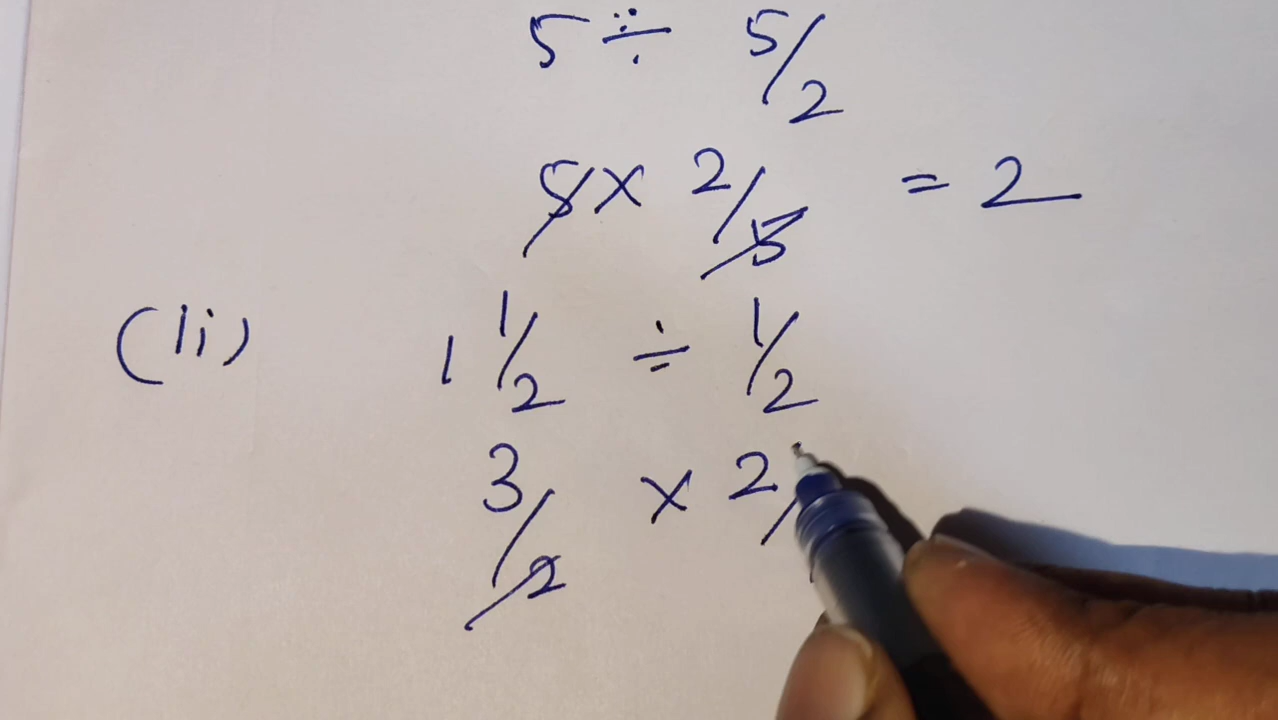 5 ÷ 5/2
5 × 2/5 = 2
(ii) 1 1/2 ÷ 1/2
3/2 × 2/